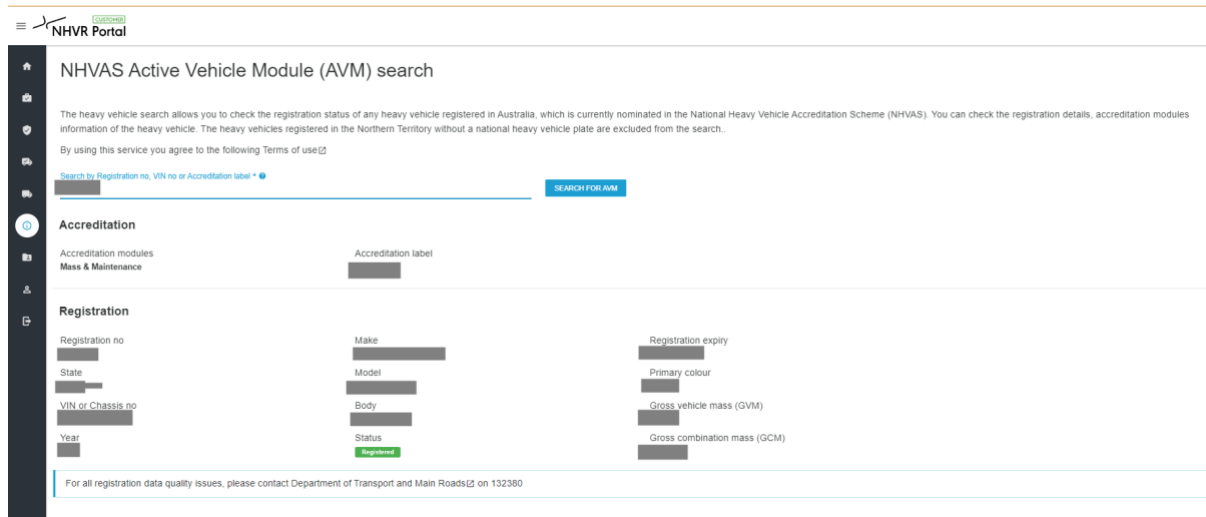 CUSTOMER
NHVR Portal
NHVAS Active Vehicle Module (AVM) search
The heavy vehicle search allows you to check the registration status of any heavy vehicle registered in Australia, which is currently nominated in the National Heavy Vehicle Accreditation Scheme (NHVAS). You can check the registration details, accreditation modules
information of the heavy vehicle. The heavy vehicles registered in the Northern Territory without a national heavy vehicle plate are excluded from the search..
By using this service you agree to the following Terms of use
Search by Registration no, VIN no or Accreditation label *
SEARCH FOR AVM
Accreditation
Accreditation modules Accreditation label
Mass & Maintenance
Registration
Registration no Make Registration expiry
State Model Primary colour
VIN or Chassis no Body Gross vehicle mass (GVM)
Year Status Gross combination mass (GCM)
Registered
For all registration data quality issues, please contact Department of Transport and Main Roads on 132380